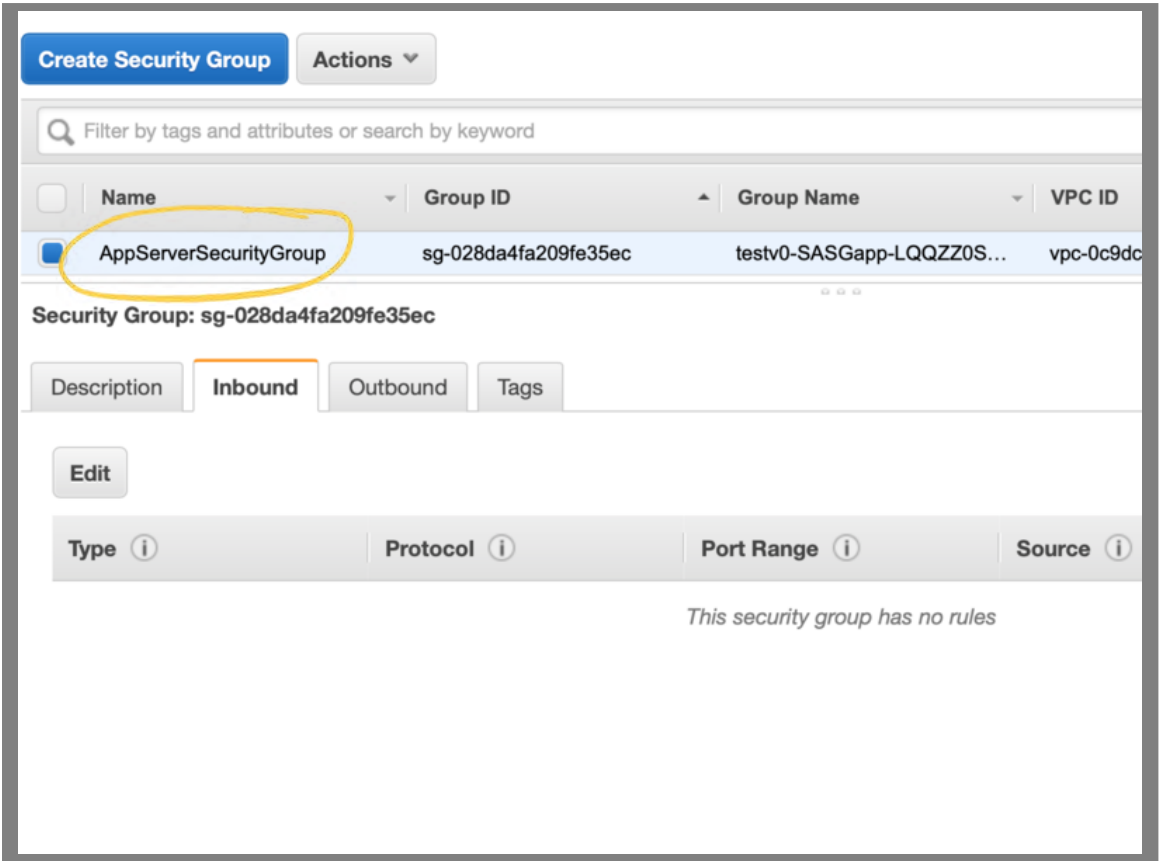 Create Security Group Actions
Filter by tags and attributes or search by keyword
Name Group ID Group Name VPC ID
AppServerSecurityGroup sg-028da4fa209fe35ec testv0-SASGapp-LQQZZ0S... vpc-0c9dc
Security Group: sg-028da4fa209fe35ec
Description Inbound Outbound Tags
Edit
Type Protocol Port Range Source
This security group has no rules